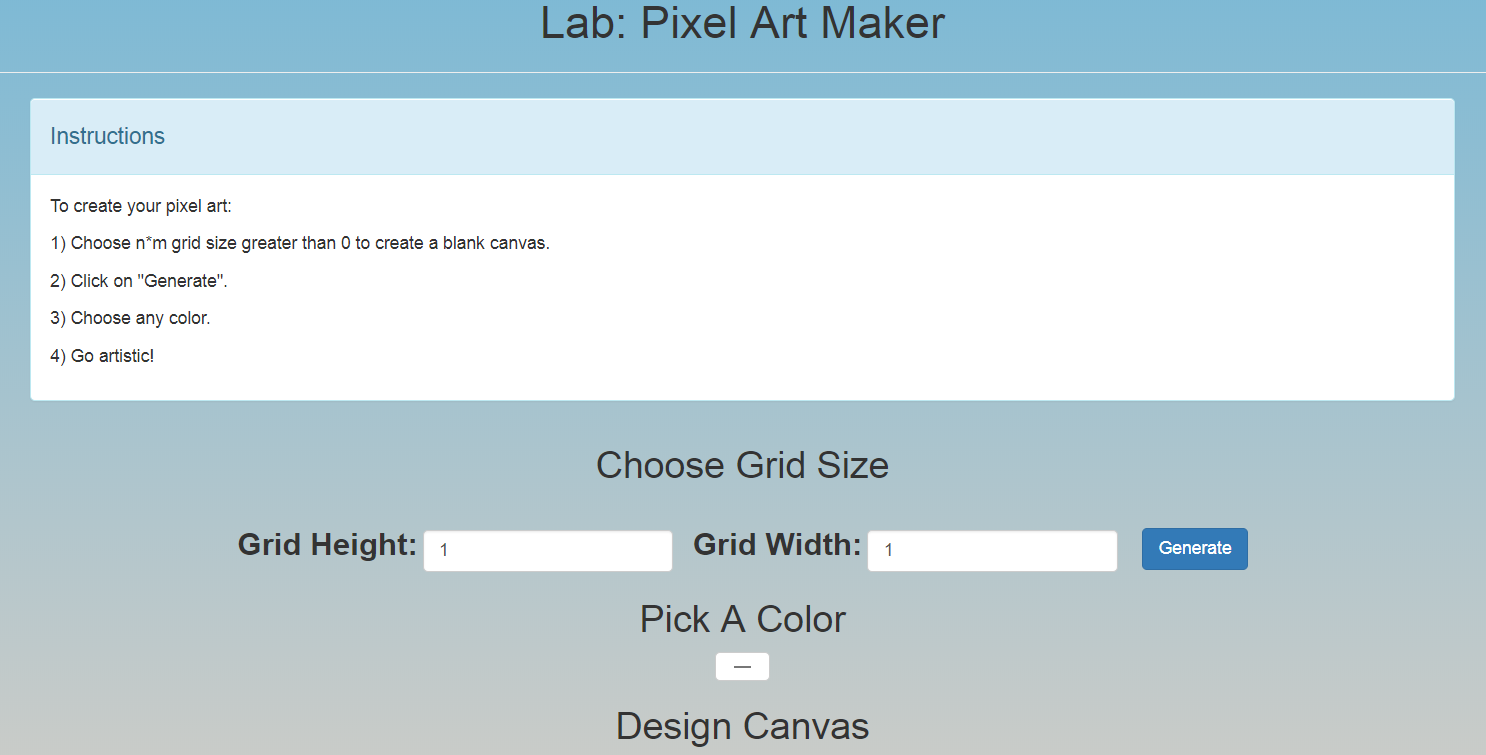 Lab: Pixel Art Maker
Instructions
To create your pixel art:
1) Choose n*m grid size greater than 0 to create a blank canvas.
2) Click on "Generate".
3) Choose any color.
4) Go artistic!
Choose Grid Size
Grid Height: 1 Grid Width: 1 Generate
Pick A Color
Design Canvas